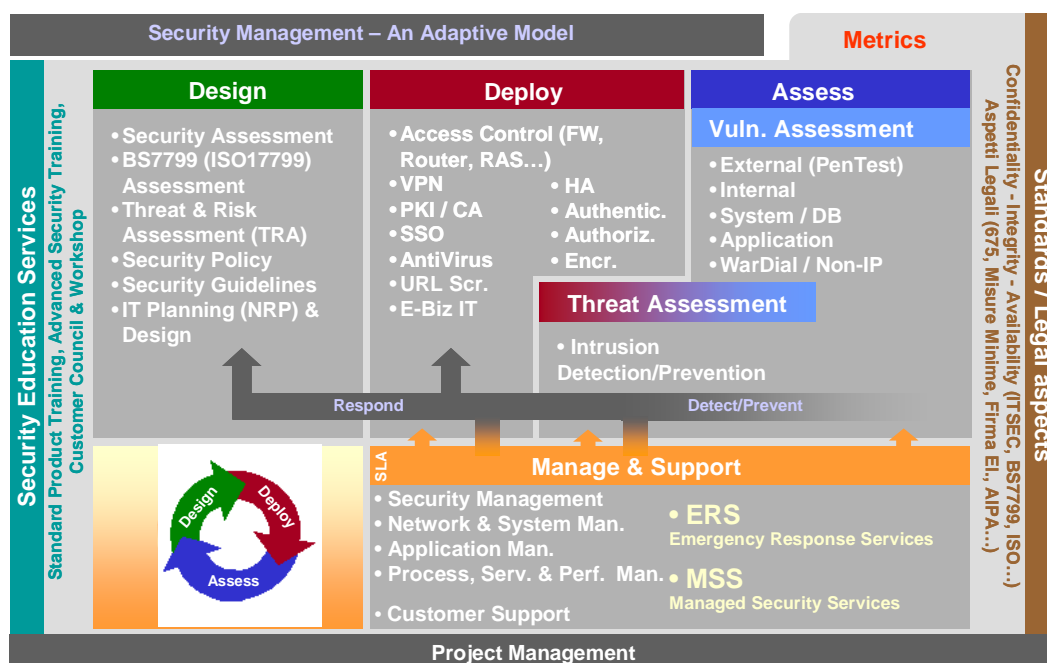 Security Management – An Adaptive Model
Metrics
Security Education Services
Standard Product Training, Advanced Security Training,
Customer Council & Workshop
Design
• Security Assessment
• BS7799 (ISO17799)
Assessment
• Threat & Risk
Assessment (TRA)
• Security Policy
• Security Guidelines
• IT Planning (NRP) &
Design
Deploy
• Access Control (FW,
Router, RAS…)
• VPN
• PKI / CA
• SSO
• AntiVirus
• URL Scr.
• E-Biz IT
• HA
• Authentic.
• Authoriz.
• Encr.
Assess
Vuln. Assessment
• External (PenTest)
• Internal
• System / DB
• Application
• WarDial / Non-IP
Threat Assessment
• Intrusion
Detection/Prevention
Respond
Detect/Prevent
Design
Deploy
Assess
SLA
Manage & Support
• Security Management
• Network & System Man.
• Application Man.
• Process, Serv. & Perf. Man.
• Customer Support
• ERS
Emergency Response Services
• MSS
Managed Security Services
Confidentiality - Integrity - Availability (ITSEC, BS7799, ISO…)
Aspetti Legali (675, Misure Minime, Firma El., AIPA…)
Standards / Legal aspects
Project Management